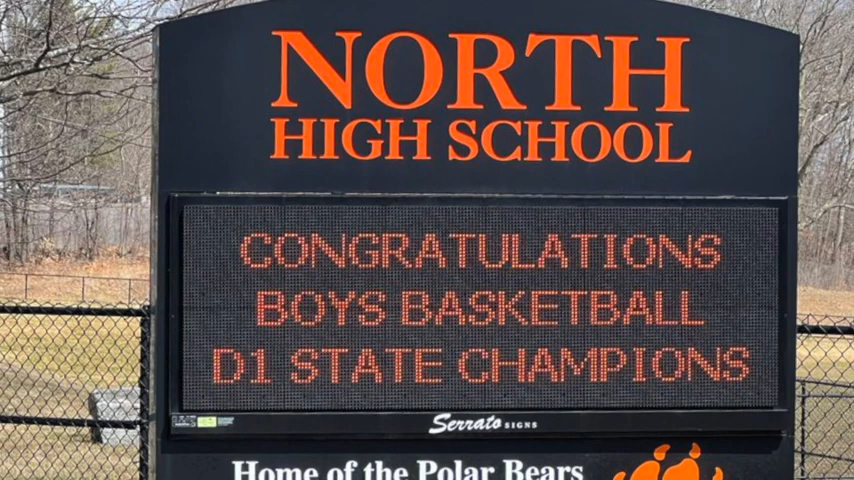 NORTH
HIGH SCHOOL
CONGRATULATIONS
BOYS BASKETBALL
D1 STATE CHAMPIONS
Serrato SIGNS
Home of the Polar Bears